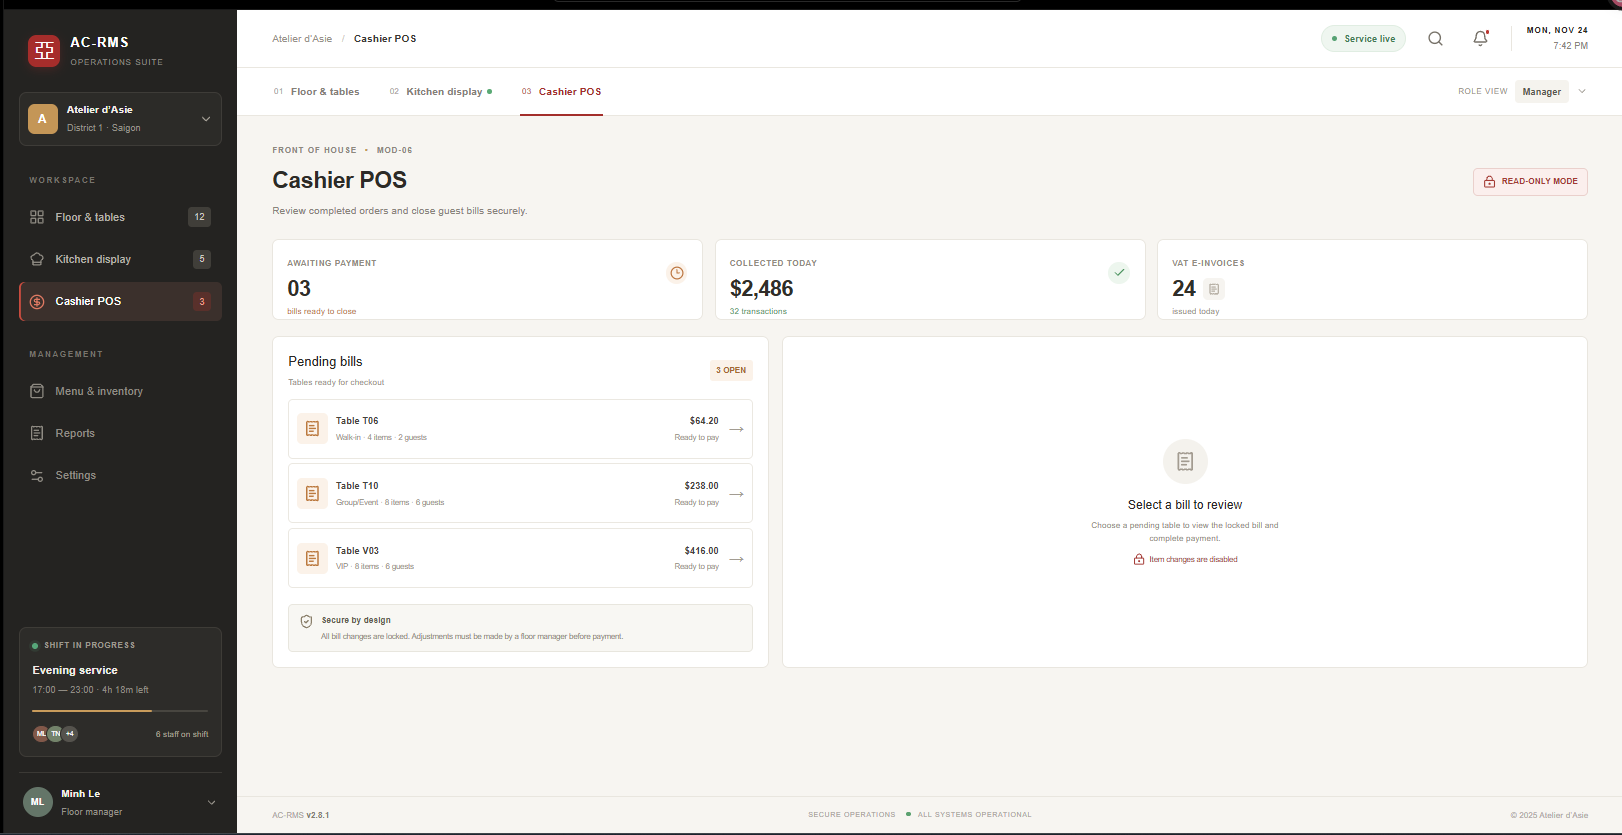 AC-RMS
OPERATIONS SUITE
A
Atelier d'Asie
District 1 · Saigon
WORKSPACE
Floor & tables 12
Kitchen display 5
Cashier POS 3
MANAGEMENT
Menu & inventory
Reports
Settings
SHIFT IN PROGRESS
Evening service
17:00 — 23:00 · 4h 18m left
ML TN +4 6 staff on shift
ML
Minh Le
Floor manager
Atelier d'Asie / Cashier POS
Service live
MON, NOV 24
7:42 PM
01 Floor & tables 02 Kitchen display 03 Cashier POS
ROLE VIEW Manager
FRONT OF HOUSE • MOD-06
Cashier POS
Review completed orders and close guest bills securely.
READ-ONLY MODE
AWAITING PAYMENT
03
bills ready to close
COLLECTED TODAY
$2,486
32 transactions
VAT E-INVOICES
24
issued today
Pending bills
Tables ready for checkout
3 OPEN
Table T06 $64.20
Walk-in · 4 items · 2 guests Ready to pay →
Table T10 $238.00
Group/Event · 8 items · 6 guests Ready to pay →
Table V03 $416.00
VIP · 8 items · 6 guests Ready to pay →
Secure by design
All bill changes are locked. Adjustments must be made by a floor manager before payment.
Select a bill to review
Choose a pending table to view the locked bill and
complete payment.
Item changes are disabled
AC-RMS v2.8.1
SECURE OPERATIONS ALL SYSTEMS OPERATIONAL
© 2025 Atelier d'Asie